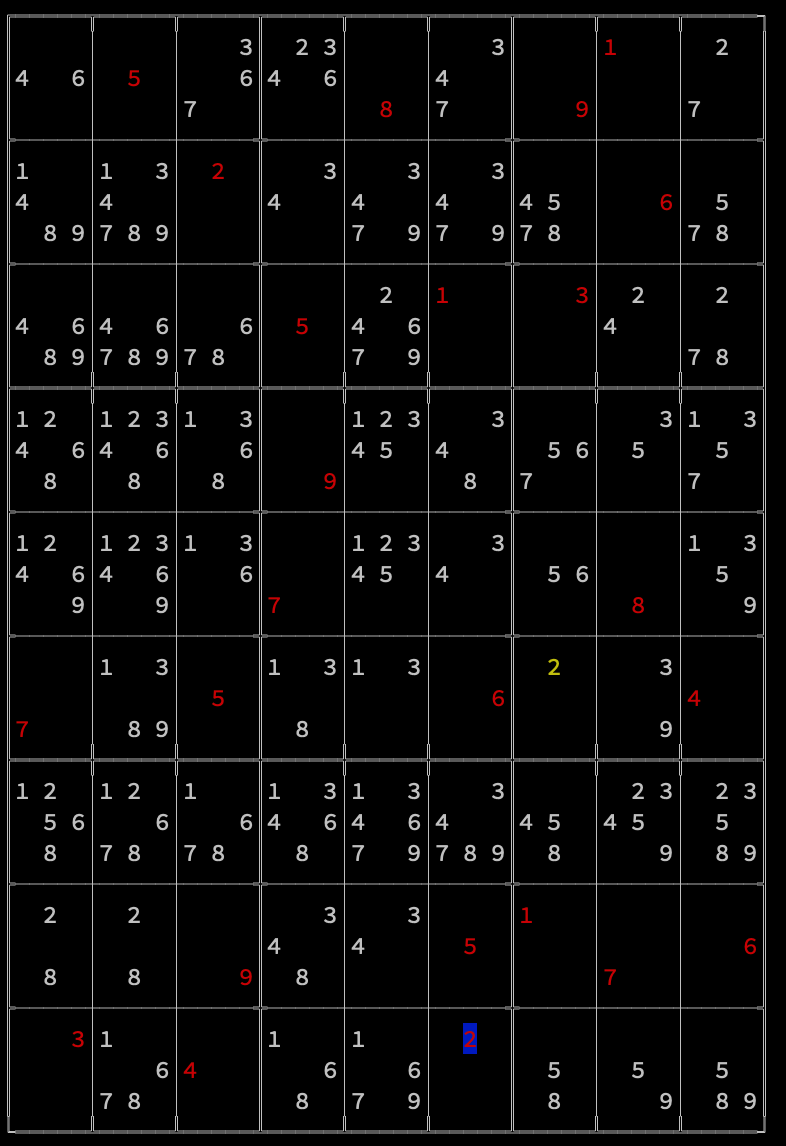 3 2 3 3 1 2
4 6 5 6 4 6 4
7 8 7 9 7
1 1 3 2 3 3 3
4 4 4 4 4 4 5 6 5
8 9 7 8 9 7 9 7 9 7 8 7 8
2 1 3 2 2
4 6 4 6 6 5 4 6 4
8 9 7 8 9 7 8 7 9 7 8
1 2 1 2 3 1 3 1 2 3 3 3 1 3
4 6 4 6 6 4 5 4 5 6 5 5
8 8 8 9 8 7 7
1 2 1 2 3 1 3 1 2 3 3 1 3
4 6 4 6 6 4 5 4 5 6 5
9 9 7 8 9
1 3 1 3 1 3 2 3
5 6 4
7 8 9 8 9
1 2 1 2 1 1 3 1 3 3 2 3 2 3
5 6 6 6 4 6 4 6 4 4 5 4 5 5
8 7 8 7 8 8 7 9 7 8 9 8 9 8 9
2 2 3 3 1
4 4 5 6
8 8 9 8 7
3 1 1 1 2
6 4 6 6 5 5 5
7 8 8 7 9 8 9 8 9